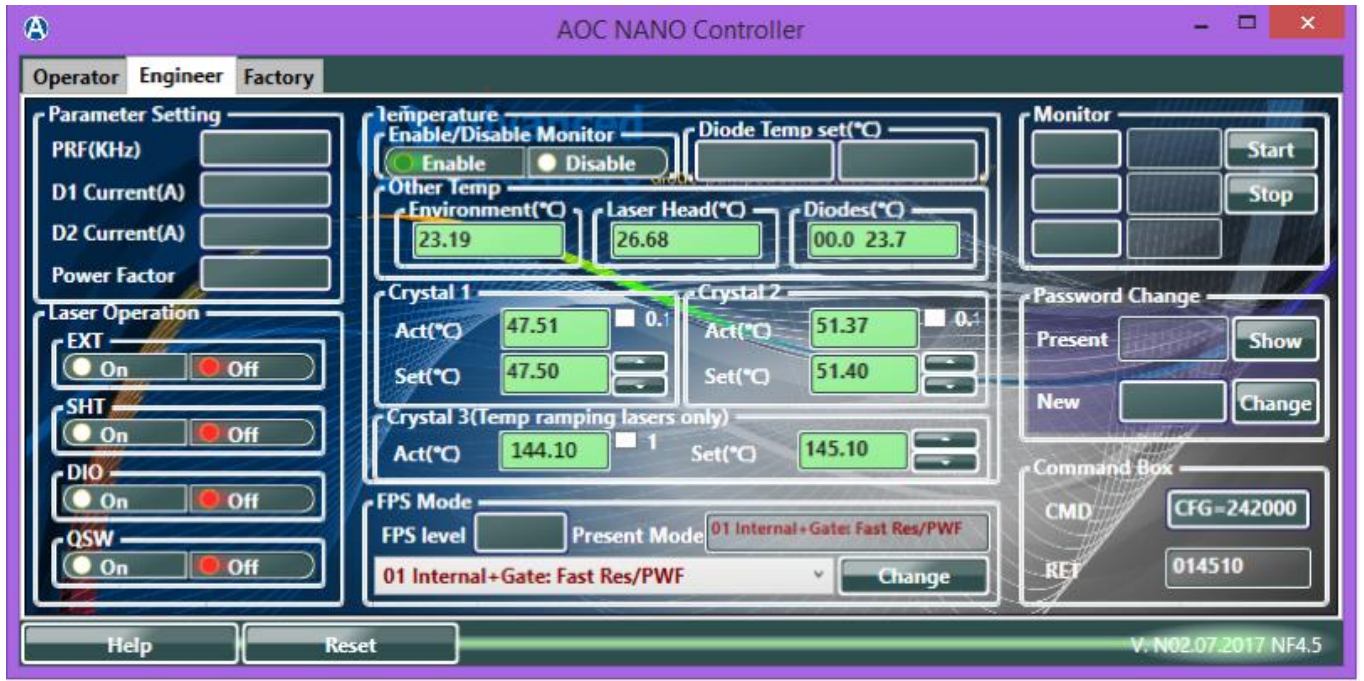 AOC NANO Controller
Operator Engineer Factory
Parameter Setting
PRF(KHz)
D1 Current(A)
D2 Current(A)
Power Factor
Laser Operation
EXT
On Off
SHT
On Off
DIO
On Off
QSW
On Off
Temperature
Enable/Disable Monitor
Enable Disable
Diode Temp set(°C)
Other Temp
Environment(°C) Laser Head(°C) Diodes(°C)
23.19 26.68 00.0 23.7
Crystal 1
Act(°C) 47.51 0.1
Set(°C) 47.50
Crystal 2
Act(°C) 51.37 0.1
Set(°C) 51.40
Crystal 3(Temp ramping lasers only)
Act(°C) 144.10 1 Set(°C) 145.10
FPS Mode
FPS level Present Mode 01 Internal+Gate: Fast Res/PWF
01 Internal+Gate: Fast Res/PWF Change
Monitor
Start
Stop
Password Change
Present Show
New Change
Command Box
CMD CFG=242000
RET 014510
Help Reset V. N02.07.2017 NF4.5